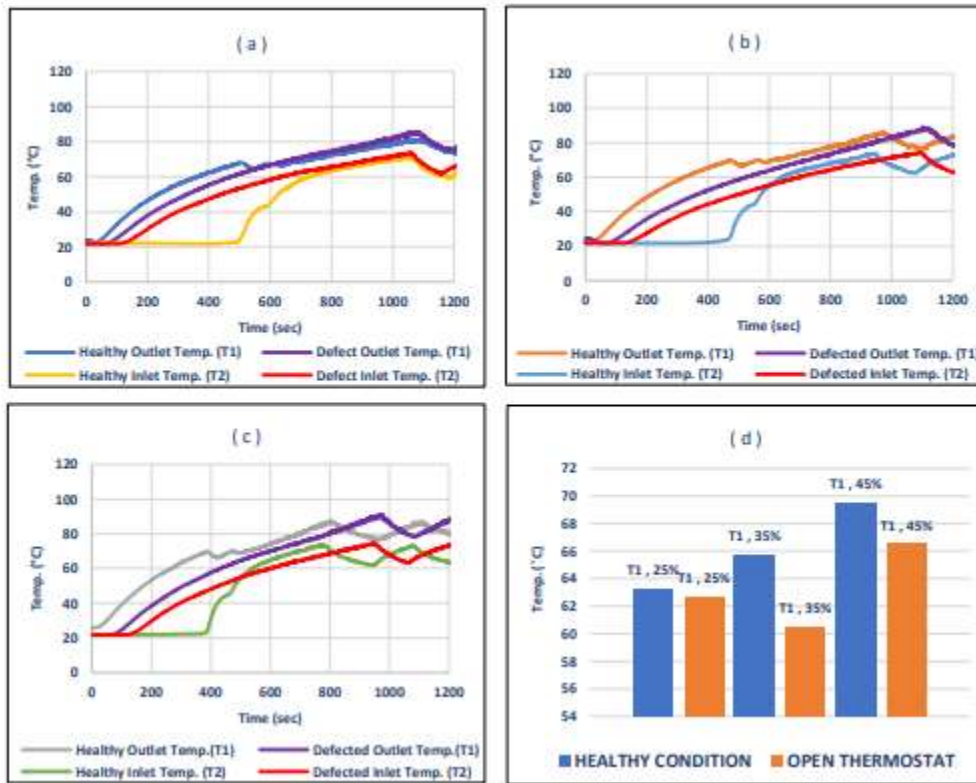 ( a )
120
100
80
60
40
20
0
Temp. (°C)
0 200 400 600 800 1000 1200
Time (sec)
Healthy Outlet Temp. (T1) Defect Outlet Temp. (T1)
Healthy Inlet Temp. (T2) Defect Inlet Temp. (T2)
( b )
120
100
80
60
40
20
0
Temp. (°C)
0 200 400 600 800 1000 1200
Time (sec)
Healthy Outlet Temp. (T1) Defected Outlet Temp. (T1)
Healthy Inlet Temp. (T2) Defected Inlet Temp. (T2)
( c )
120
100
80
60
40
20
0
Temp. (°C)
0 200 400 600 800 1000 1200
Time (sec)
Healthy Outlet Temp.(T1) Defected Outlet Temp.(T1)
Healthy Inlet Temp. (T2) Defected Inlet Temp. (T2)
( d )
72
70
68
66
64
62
60
58
56
54
Temp. (°C)
T1 , 25%
T1 , 25%
T1 , 35%
T1 , 35%
T1 , 45%
T1 , 45%
HEALTHY CONDITION OPEN THERMOSTAT